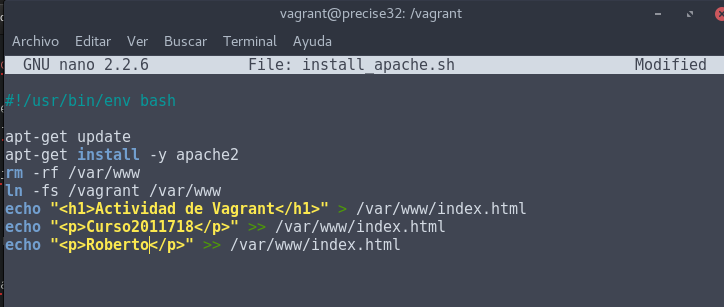 vagrant@precise32: /vagrant
Archivo Editar Ver Buscar Terminal Ayuda
GNU nano 2.2.6 File: install_apache.sh Modified
#!/usr/bin/env bash
apt-get update
apt-get install -y apache2
rm -rf /var/www
ln -fs /vagrant /var/www
echo "<h1>Actividad de Vagrant</h1>" > /var/www/index.html
echo "<p>Curso2011718</p>" >> /var/www/index.html
echo "<p>Roberto</p>" >> /var/www/index.html